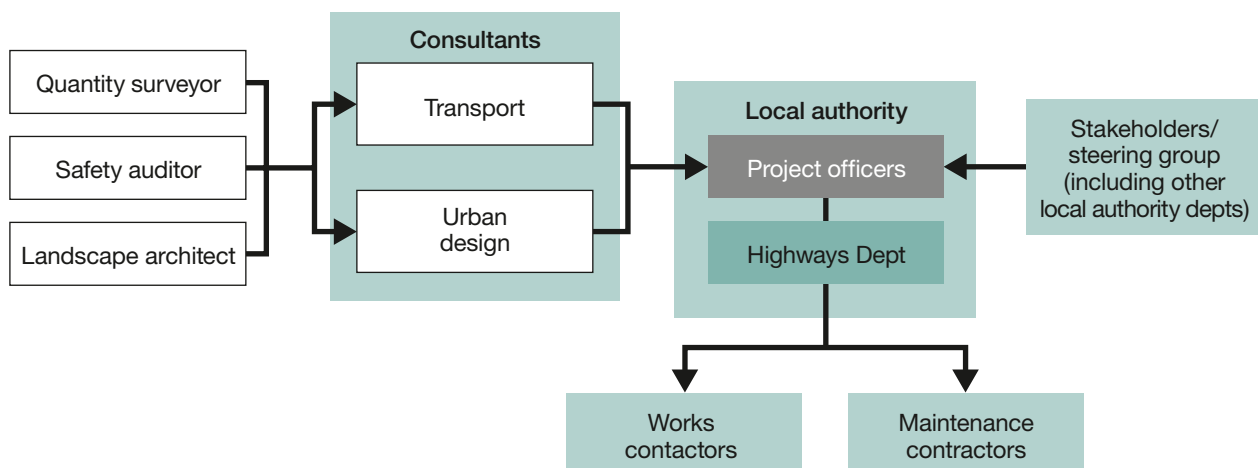 Consultants
Quantity surveyor
Safety auditor
Landscape architect
Transport
Urban
design
Local authority
Project officers
Highways Dept
Stakeholders/
steering group
(including other
local authority depts)
Works
contactors
Maintenance
contractors